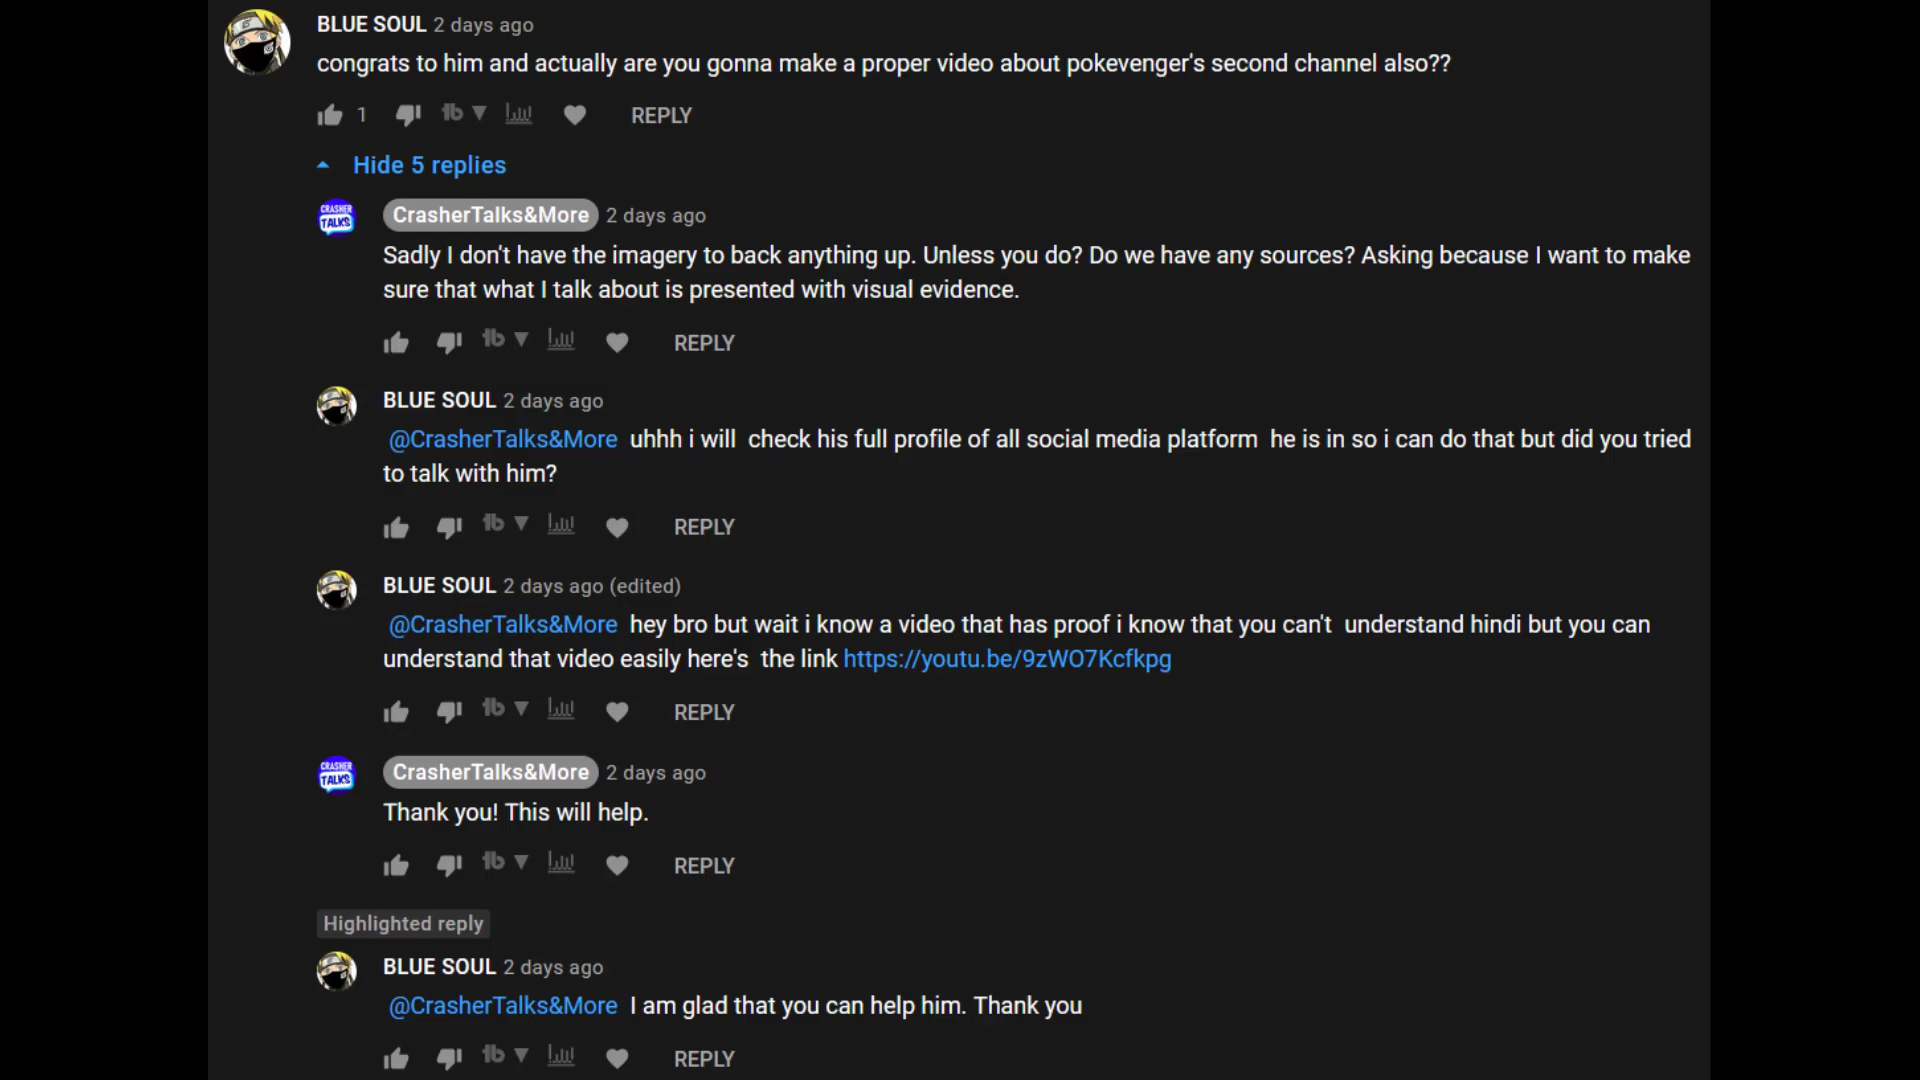 BLUE SOUL 2 days ago
congrats to him and actually are you gonna make a proper video about pokevenger's second channel also??
1 REPLY
Hide 5 replies
CRASHER
TALKS
CrasherTalks&More 2 days ago
Sadly I don't have the imagery to back anything up. Unless you do? Do we have any sources? Asking because I want to make
sure that what I talk about is presented with visual evidence.
REPLY
BLUE SOUL 2 days ago
@CrasherTalks&More uhhh i will check his full profile of all social media platform he is in so i can do that but did you tried
to talk with him?
REPLY
BLUE SOUL 2 days ago (edited)
@CrasherTalks&More hey bro but wait i know a video that has proof i know that you can't understand hindi but you can
understand that video easily here's the link https://youtu.be/9zWO7Kcfkpg
REPLY
CRASHER
TALKS
CrasherTalks&More 2 days ago
Thank you! This will help.
REPLY
Highlighted reply
BLUE SOUL 2 days ago
@CrasherTalks&More I am glad that you can help him. Thank you
REPLY